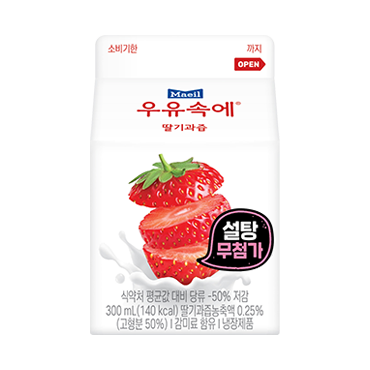 소비기한 까지
OPEN
Maeil
우유속에®
딸기과즙
설탕
무첨가
식약처 평균값 대비 당류 -50% 저감
300 mL(140 kcal) 딸기과즙농축액 0.25%
(고형분 50%) I 감미료 함유 I 냉장제품